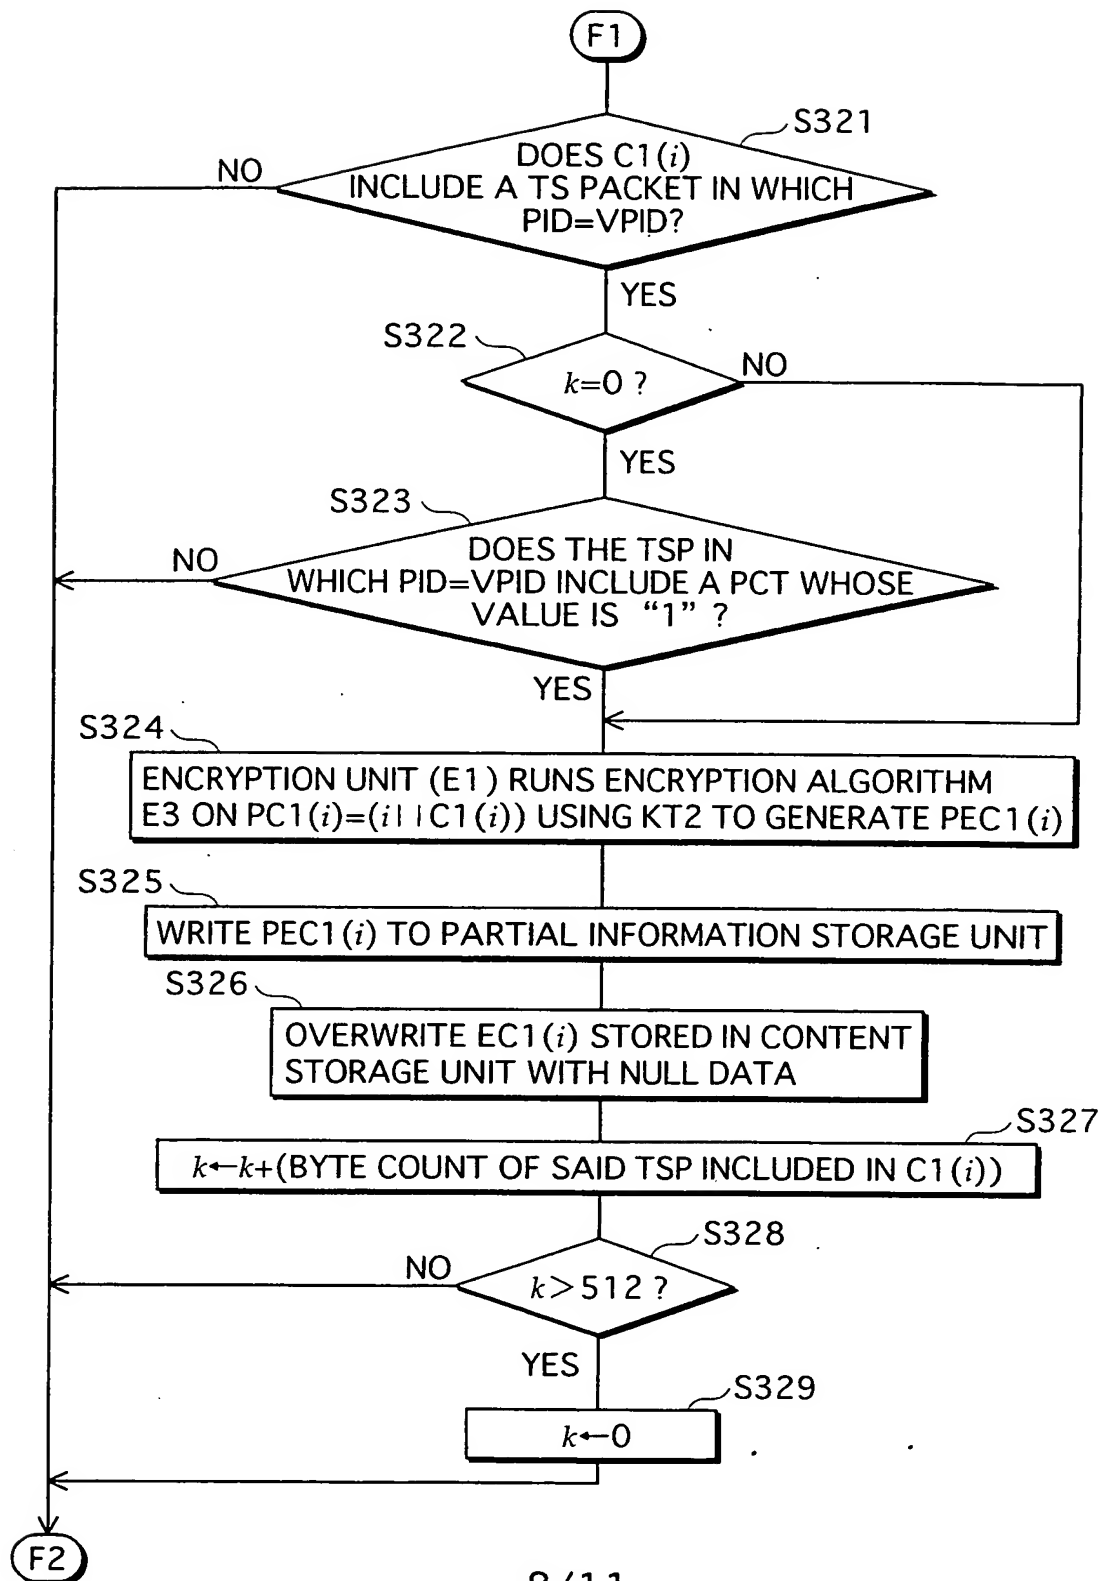 F1
S321
DOES C1(i)
INCLUDE A TS PACKET IN WHICH
PID=VPID?
NO
YES
S322
k=0 ?
NO
YES
S323
DOES THE TSP IN
WHICH PID=VPID INCLUDE A PCT WHOSE
VALUE IS “1” ?
NO
YES
S324
ENCRYPTION UNIT (E1) RUNS ENCRYPTION ALGORITHM
E3 ON PC1(i)=(i||C1(i)) USING KT2 TO GENERATE PEC1(i)
S325
WRITE PEC1(i) TO PARTIAL INFORMATION STORAGE UNIT
S326
OVERWRITE EC1(i) STORED IN CONTENT
STORAGE UNIT WITH NULL DATA
S327
k←k+(BYTE COUNT OF SAID TSP INCLUDED IN C1(i))
S328
k>512 ?
NO
YES
S329
k←0
F2
8/11